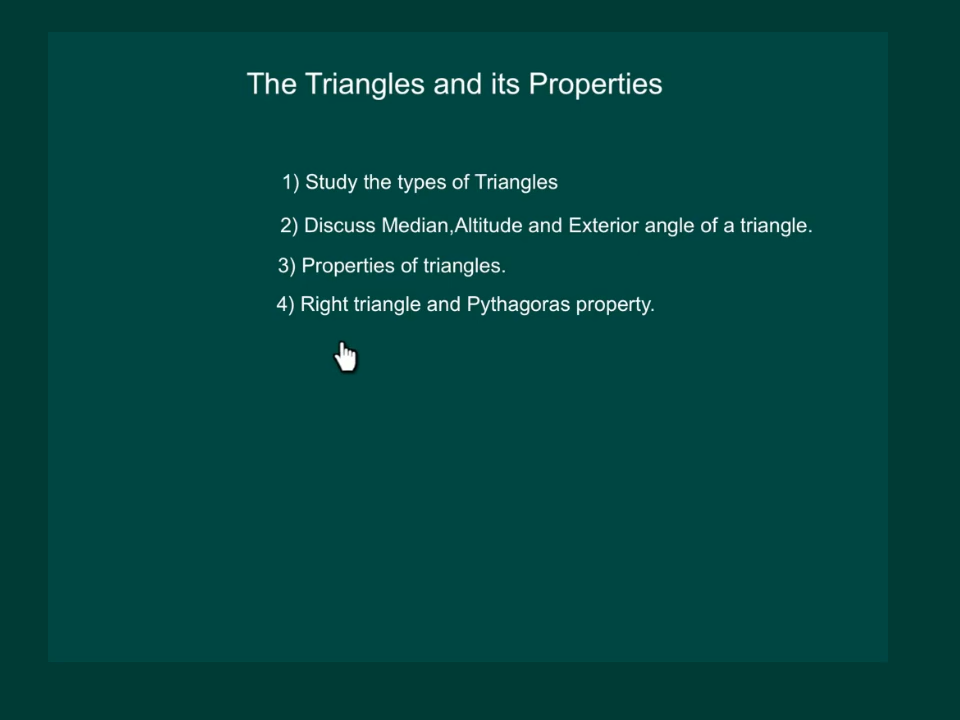 The Triangles and its Properties
1) Study the types of Triangles
2) Discuss Median,Altitude and Exterior angle of a triangle.
3) Properties of triangles.
4) Right triangle and Pythagoras property.